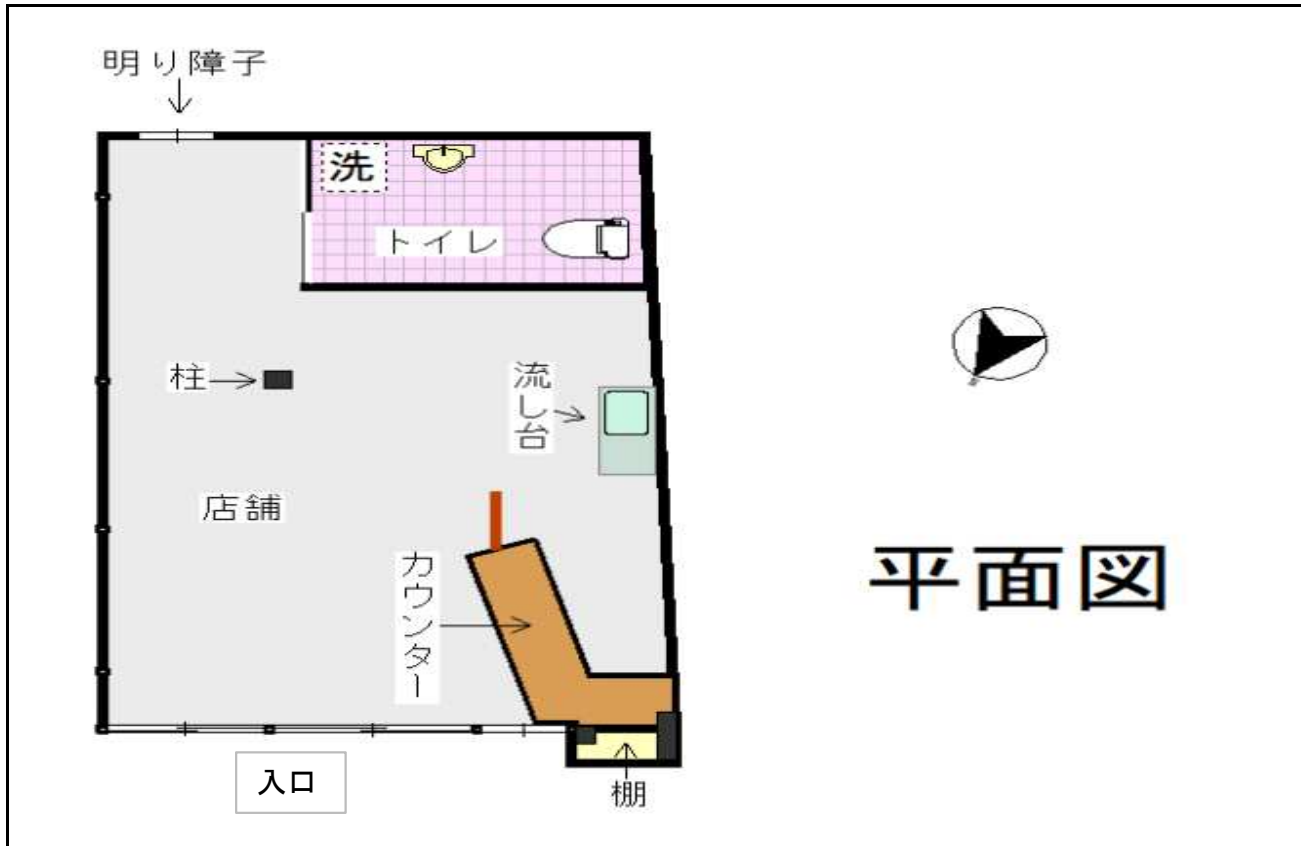 明り障子
洗
トイレ
柱
流し台
店舗
カウンター
平面図
入口
棚